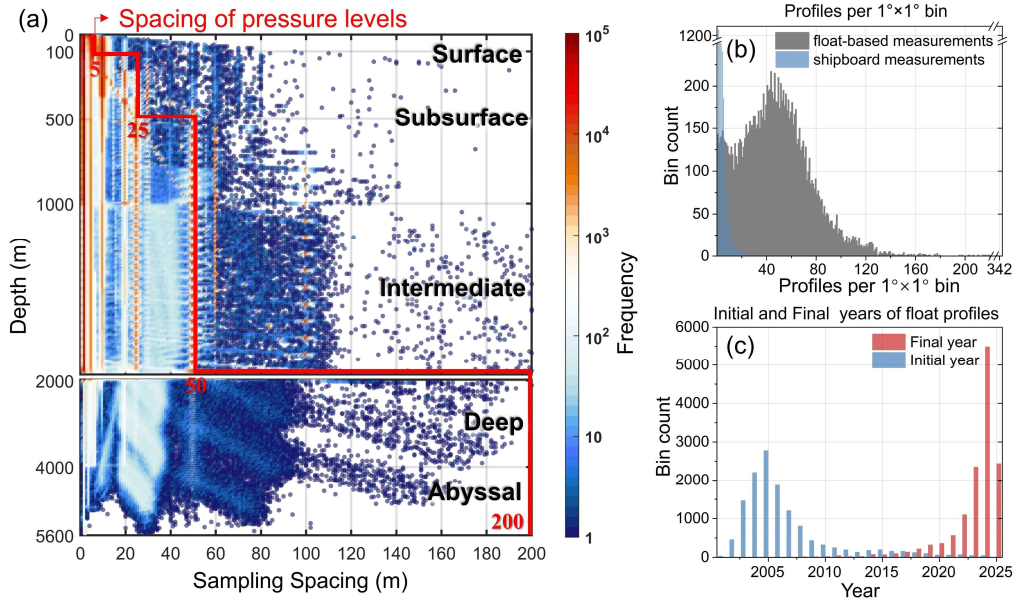 (a)
Spacing of pressure levels
0
100
500
1000
2000
4000
5600
Depth (m)
5
25
50
200
Surface
Subsurface
Intermediate
Deep
Abyssal
0 20 40 60 80 100 120 140 160 180 200
Sampling Spacing (m)
10^5
10^4
10^3
10^2
10
1
Frequency
Profiles per 1°×1° bin
(b)
float-based measurements
shipboard measurements
1200
200
150
100
50
0
Bin count
40 80 120 160 200 342
Profiles per 1°×1° bin
Initial and Final years of float profiles
(c)
Final year
Initial year
6000
5000
4000
3000
2000
1000
0
Bin count
2005 2010 2015 2020 2025
Year